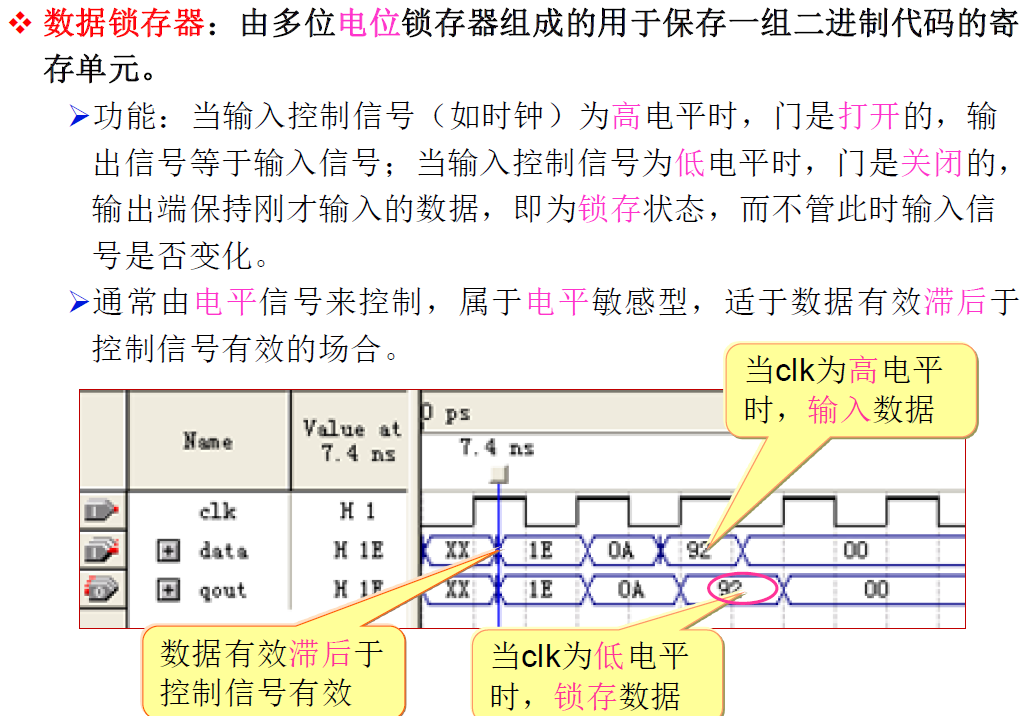 数据锁存器：由多位电位锁存器组成的用于保存一组二进制代码的寄
存单元。
功能：当输入控制信号（如时钟）为高电平时，门是打开的，输
出信号等于输入信号；当输入控制信号为低电平时，门是关闭的，
输出端保持刚才输入的数据，即为锁存状态，而不管此时输入信
号是否变化。
通常由电平信号来控制，属于电平敏感型，适于数据有效滞后于
控制信号有效的场合。
当clk为高电平
时，输入数据
Name
Value at
7.4 ns
0 ps
7.4 ns
clk
H 1
data
H 1E
XX
1E
0A
92
00
qout
H 1E
XX
1E
0A
92
00
数据有效滞后于
控制信号有效
当clk为低电平
时，锁存数据